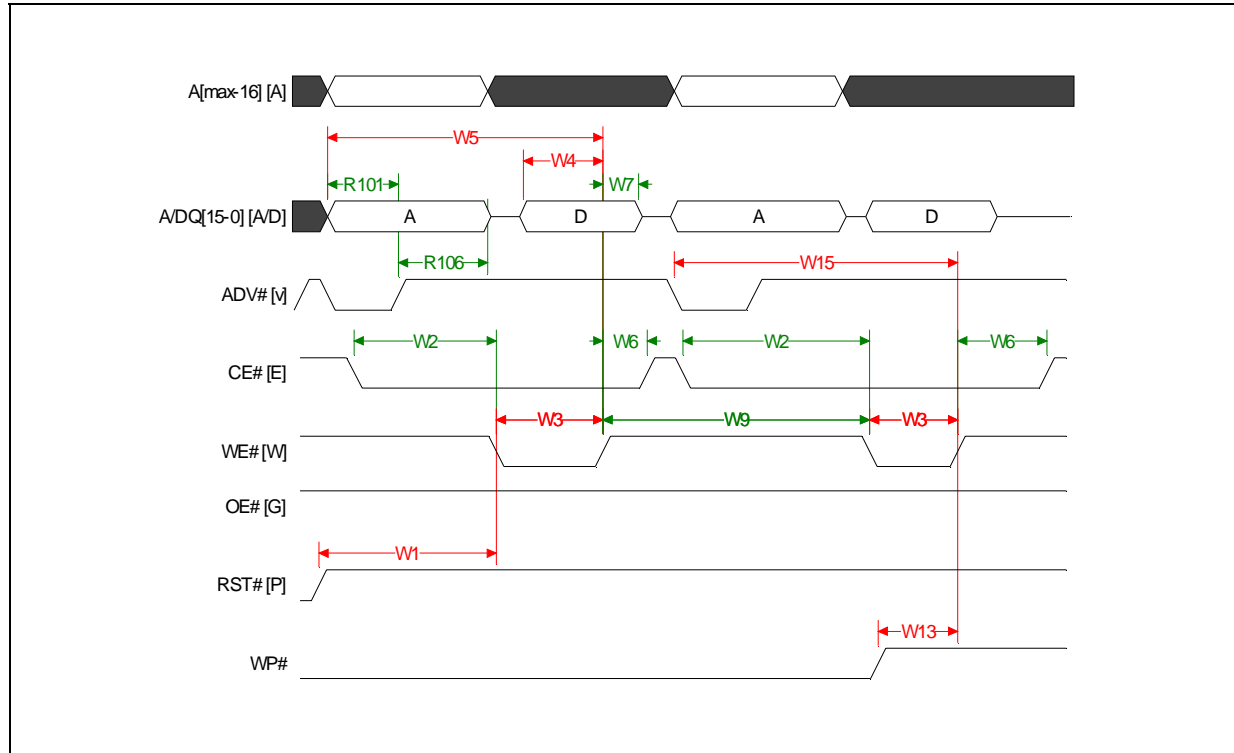 A[max-16] [A]
W5
W4
R101
W7
A/DQ[15-0] [A/D]
A
D
A
D
R106
W15
ADV# [v]
W2
W6
W2
W6
CE# [E]
W3
W9
W3
WE# [W]
OE# [G]
W1
RST# [P]
W13
WP#